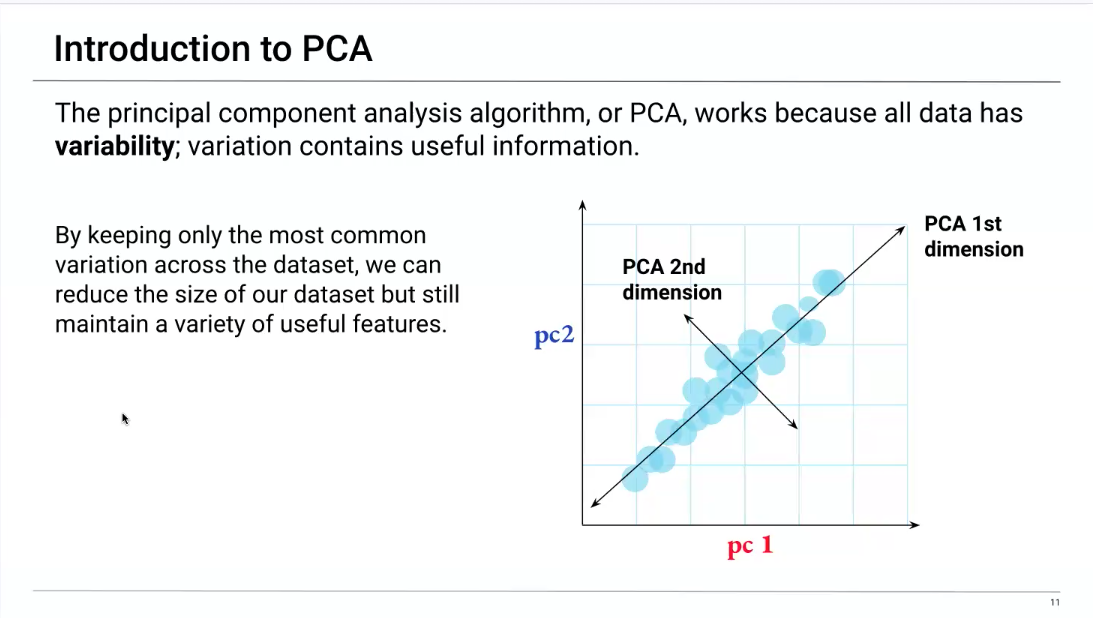 Introduction to PCA
The principal component analysis algorithm, or PCA, works because all data has
variability; variation contains useful information.
By keeping only the most common
variation across the dataset, we can
reduce the size of our dataset but still
maintain a variety of useful features.
PCA 1st
dimension
PCA 2nd
dimension
pc2
pc 1
11